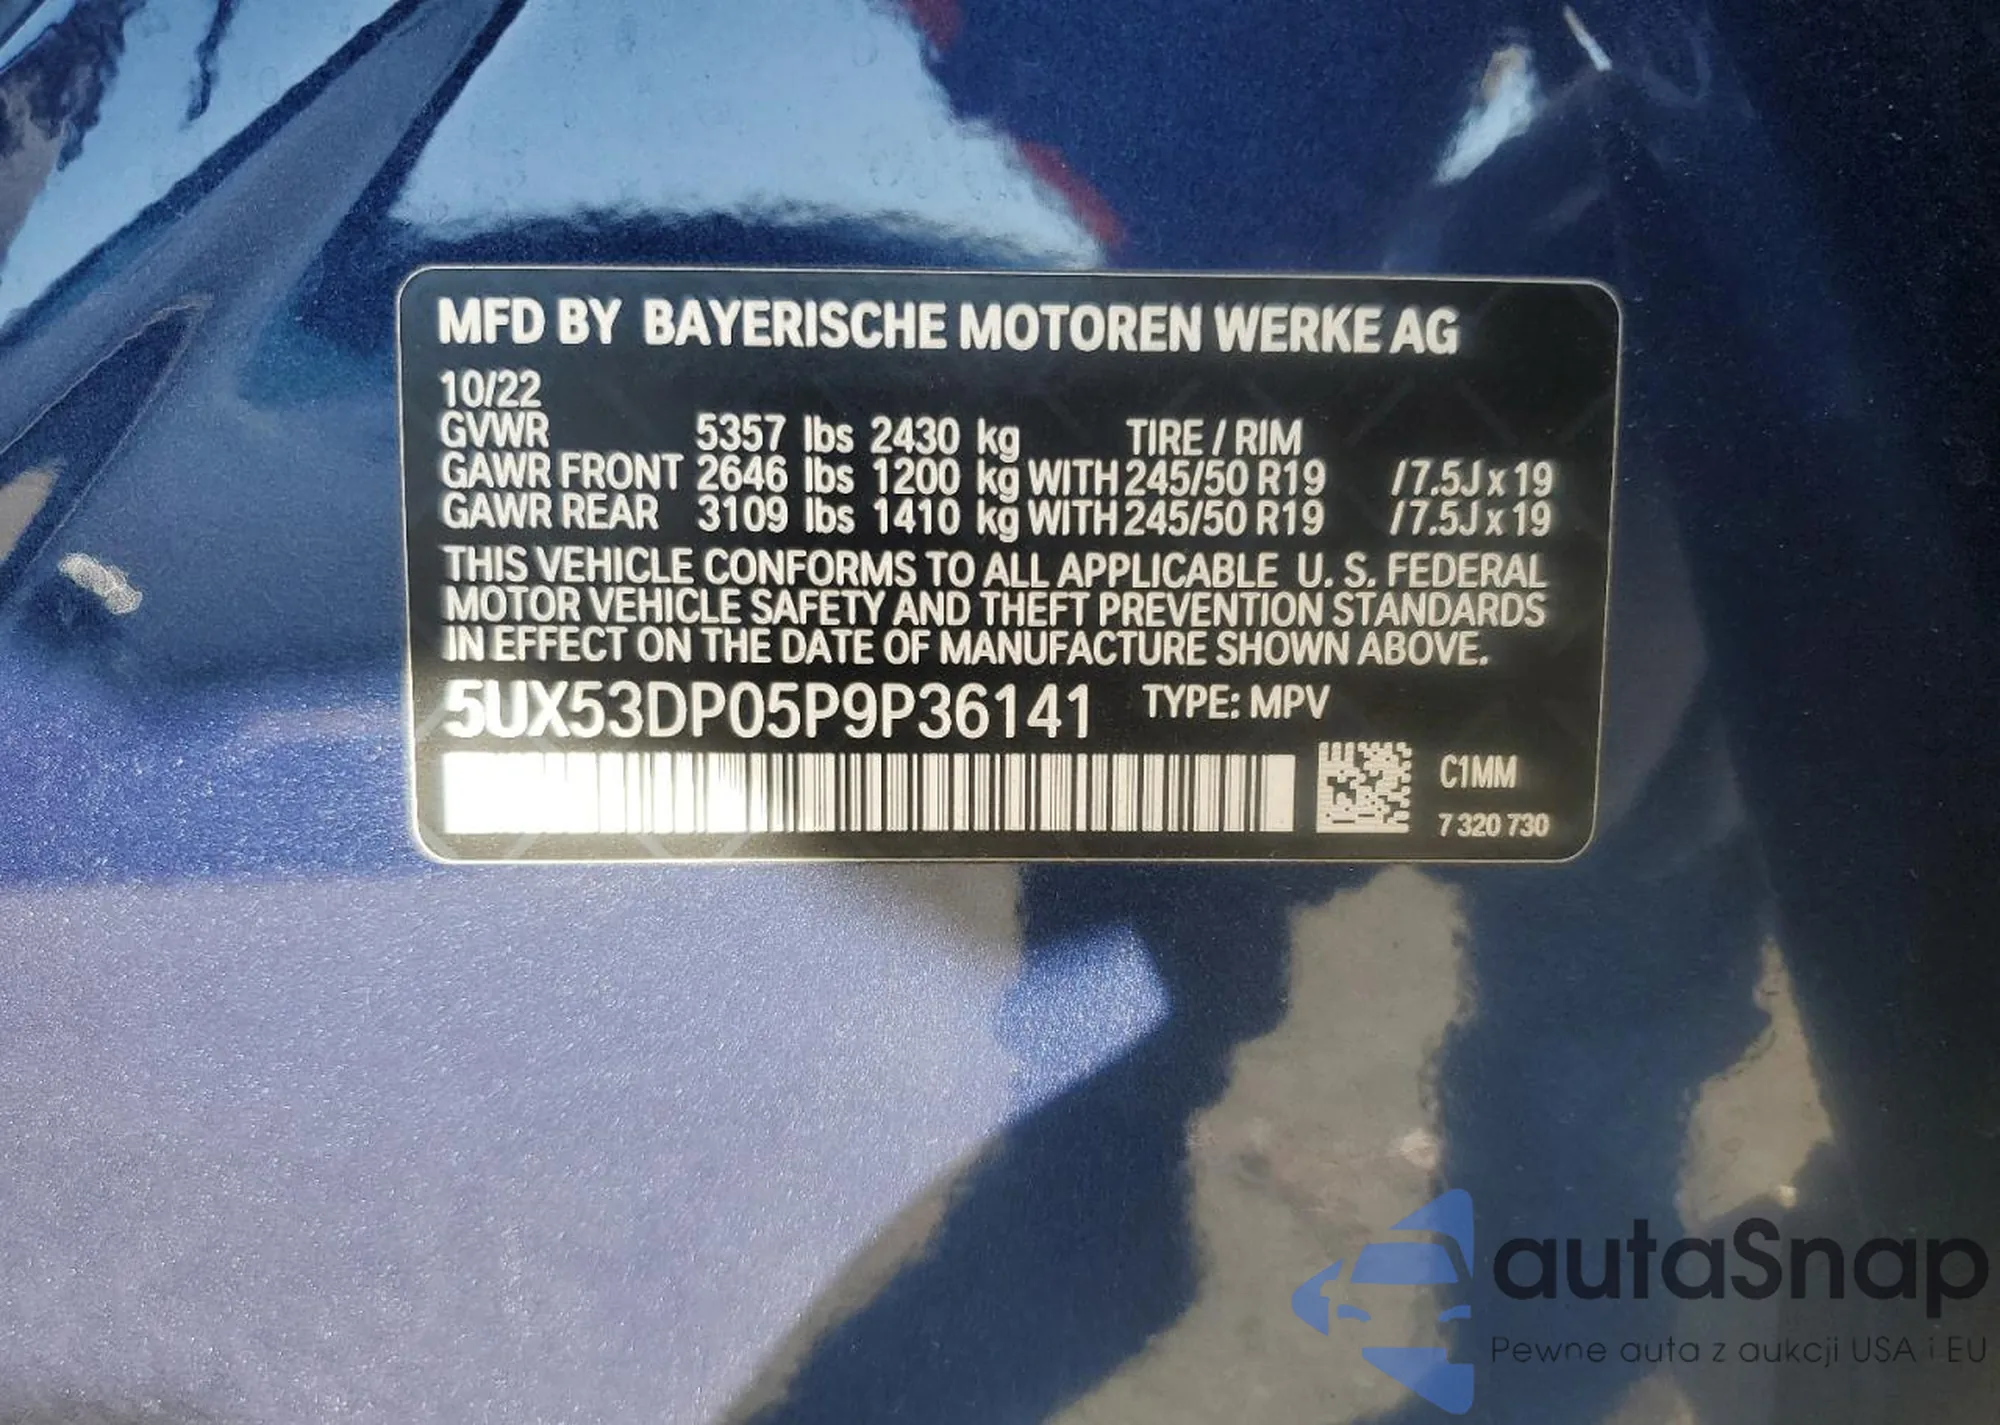 MFD BY BAYERISCHE MOTOREN WERKE AG
10/22
GVWR 5357 lbs 2430 kg TIRE / RIM
GAWR FRONT 2646 lbs 1200 kg WITH 245/50 R19 /7.5J x 19
GAWR REAR 3109 lbs 1410 kg WITH 245/50 R19 /7.5J x 19
THIS VEHICLE CONFORMS TO ALL APPLICABLE U. S. FEDERAL
MOTOR VEHICLE SAFETY AND THEFT PREVENTION STANDARDS
IN EFFECT ON THE DATE OF MANUFACTURE SHOWN ABOVE.
5UX53DP05P9P36141 TYPE: MPV
C1MM
7 320 730
autaSnap
Pewne auta z aukcji USA i EU